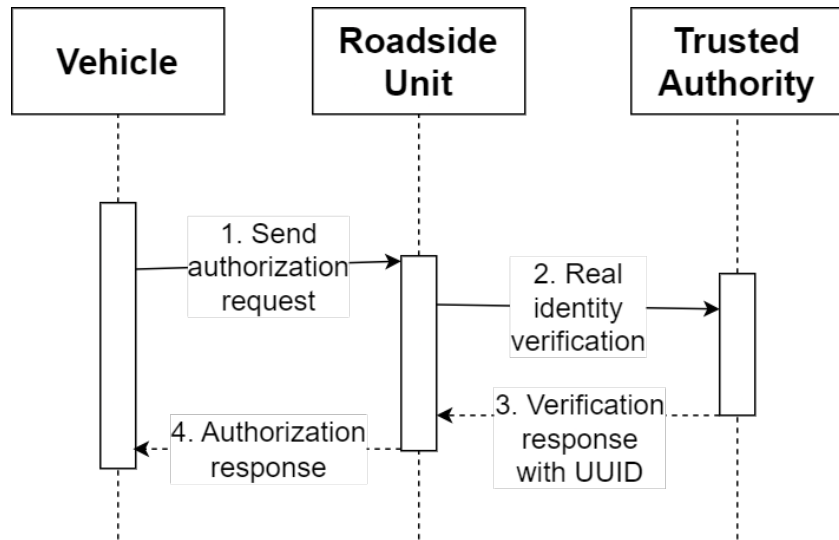 Vehicle
Roadside
Unit
Trusted
Authority
1. Send
authorization
request
2. Real
identity
verification
3. Verification
response
with UUID
4. Authorization
response